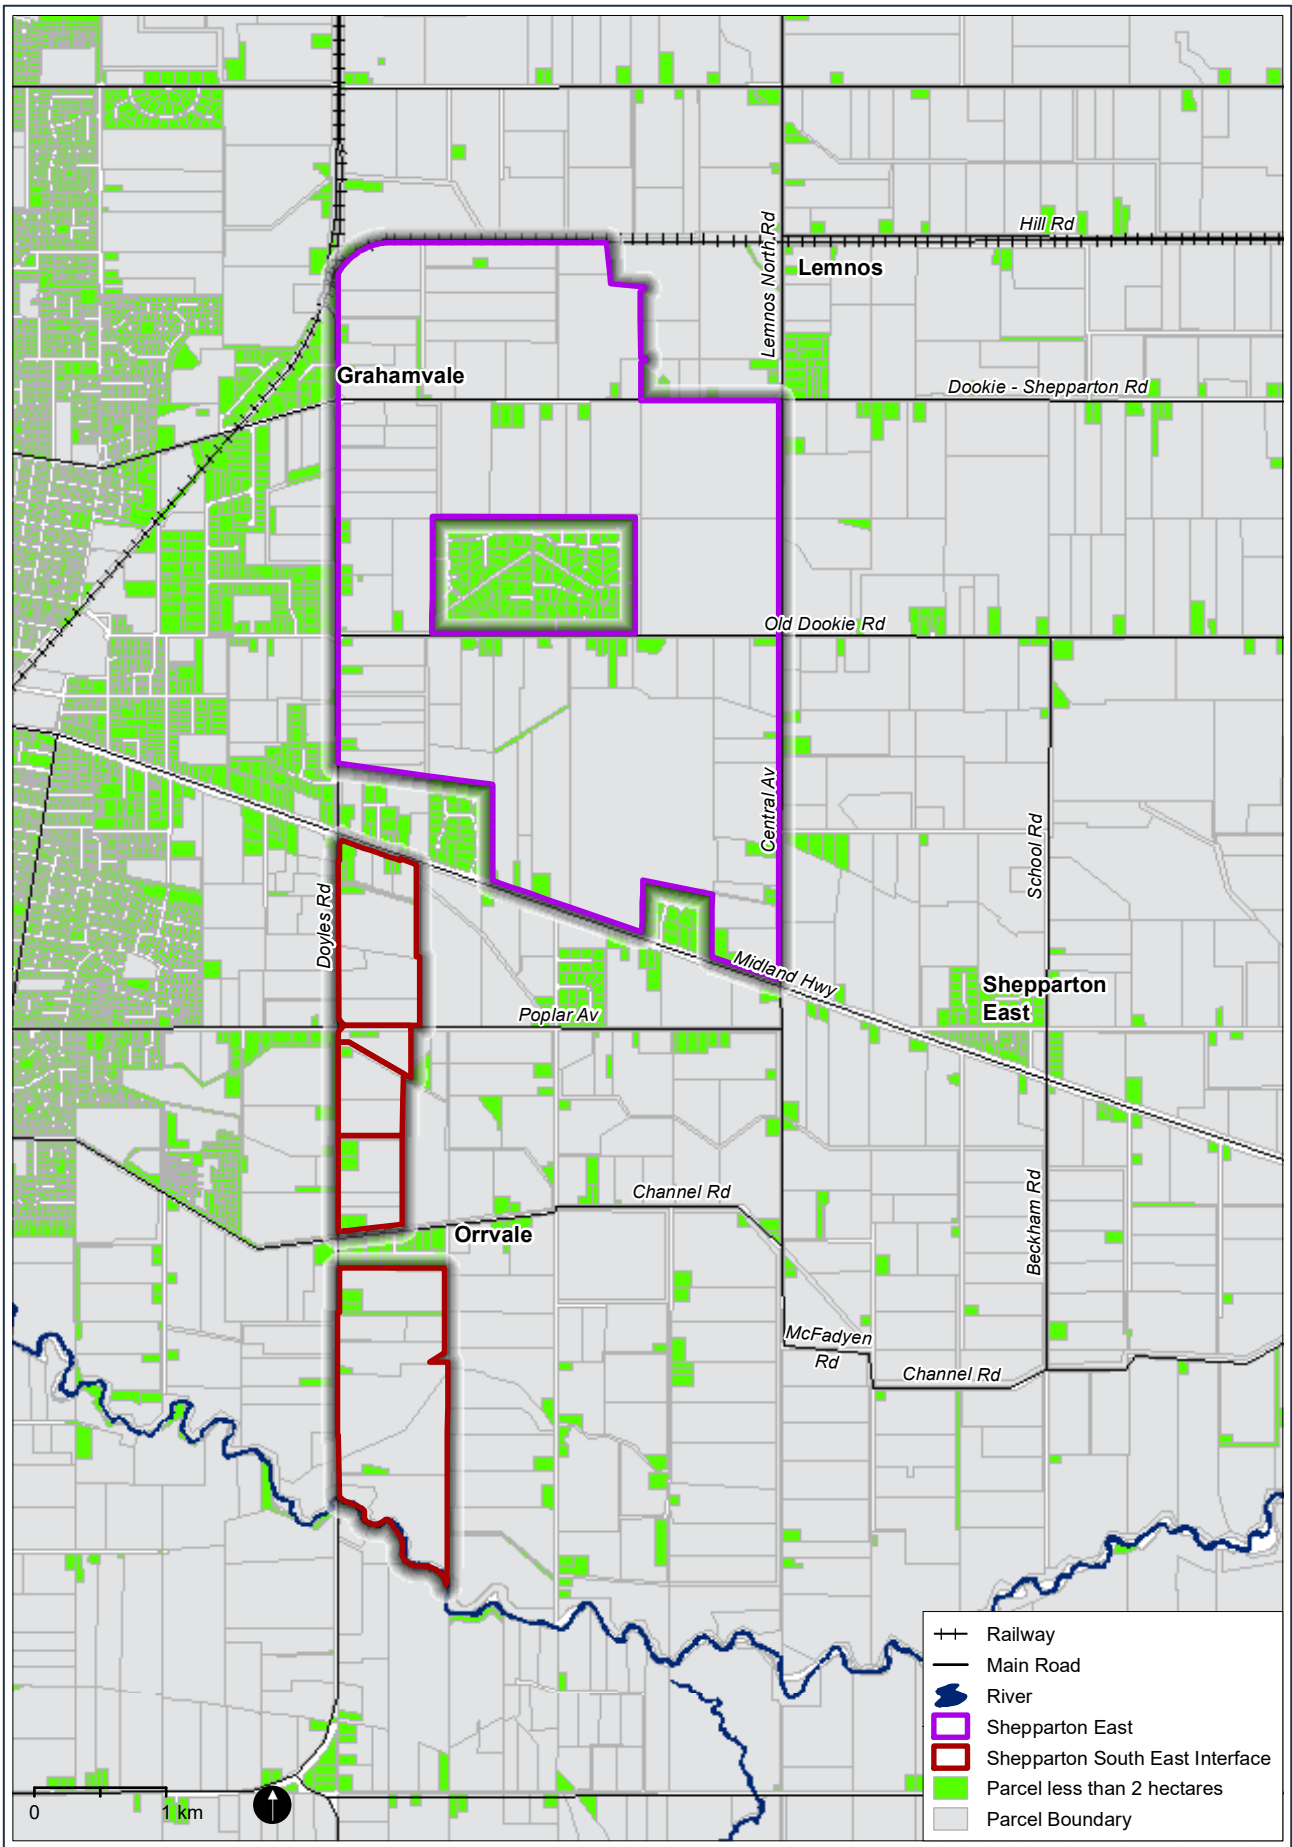 Hill Rd
Lemnos North Rd
Lemnos
Grahamvale
Dookie - Shepparton Rd
Old Dookie Rd
Central Av
School Rd
Doyles Rd
Midland Hwy
Shepparton
East
Poplar Av
Channel Rd
Beckham Rd
Orrvale
McFadyen
Rd
Channel Rd
Railway
Main Road
River
Shepparton East
Shepparton South East Interface
Parcel less than 2 hectares
Parcel Boundary
0
1 km